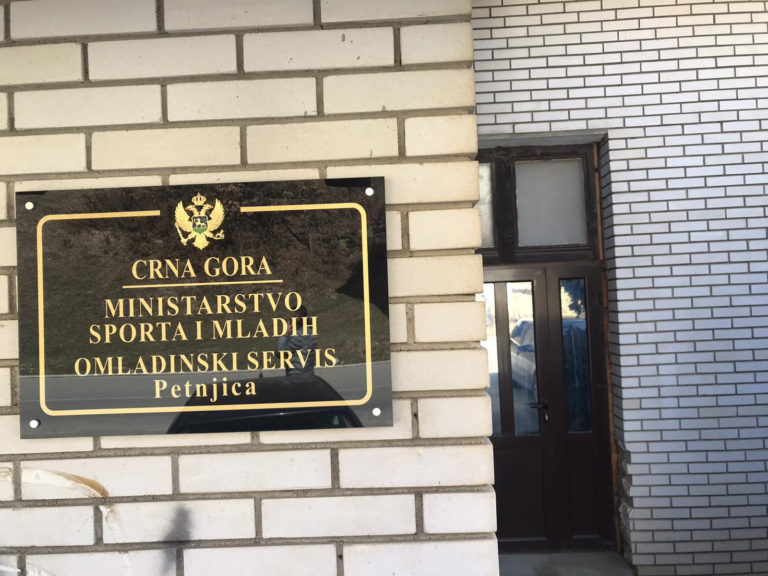 CRNA GORA
MINISTARSTVO
SPORTA I MLADIH
OMLADINSKI SERVIS
Petnjica